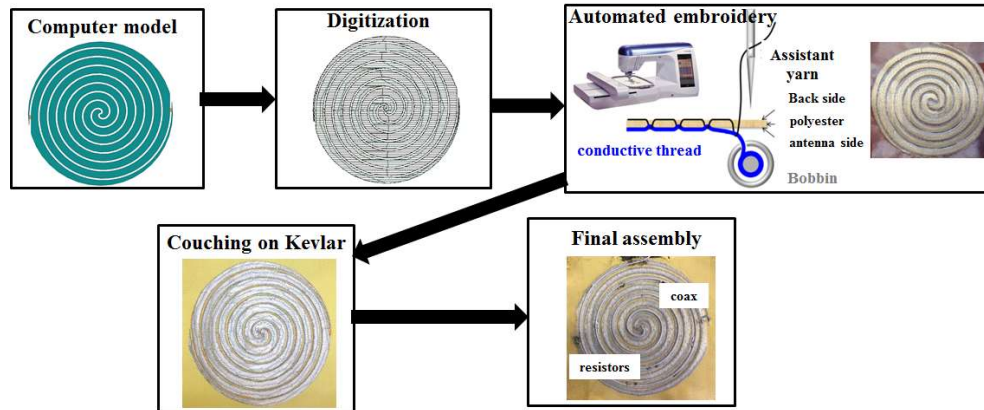 Computer model
Digitization
Automated embroidery
Assistant
yarn
Back side
polyester
antenna side
conductive thread
Bobbin
Couching on Kevlar
Final assembly
coax
resistors